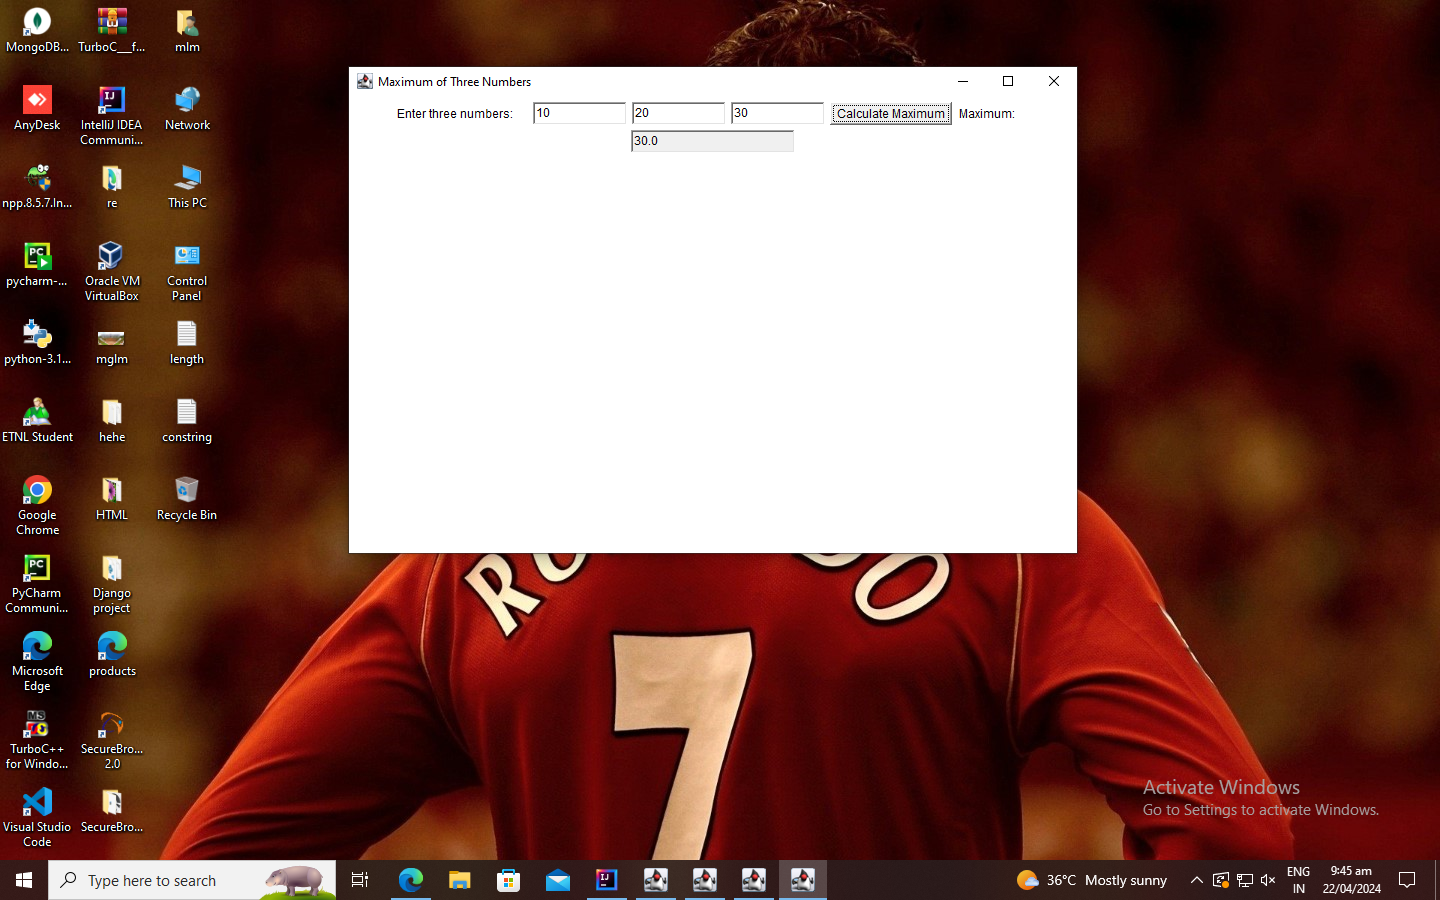 MongoDB...
TurboC__f...
mlm
AnyDesk
IntelliJ IDEA
Communi...
Network
npp.8.5.7.In...
re
This PC
pycharm-...
Oracle VM
VirtualBox
Control
Panel
python-3.1...
mglm
length
ETNL Student
hehe
constring
Google
Chrome
HTML
Recycle Bin
PyCharm
Communi...
Django
project
Microsoft
Edge
products
TurboC++
for Windo...
SecureBro...
2.0
Visual Studio
Code
SecureBro...
Maximum of Three Numbers
Enter three numbers: 10 20 30 Calculate Maximum Maximum:
30.0
7
Activate Windows
Go to Settings to activate Windows.
Type here to search
36°C Mostly sunny
ENG
IN
9:45 am
22/04/2024